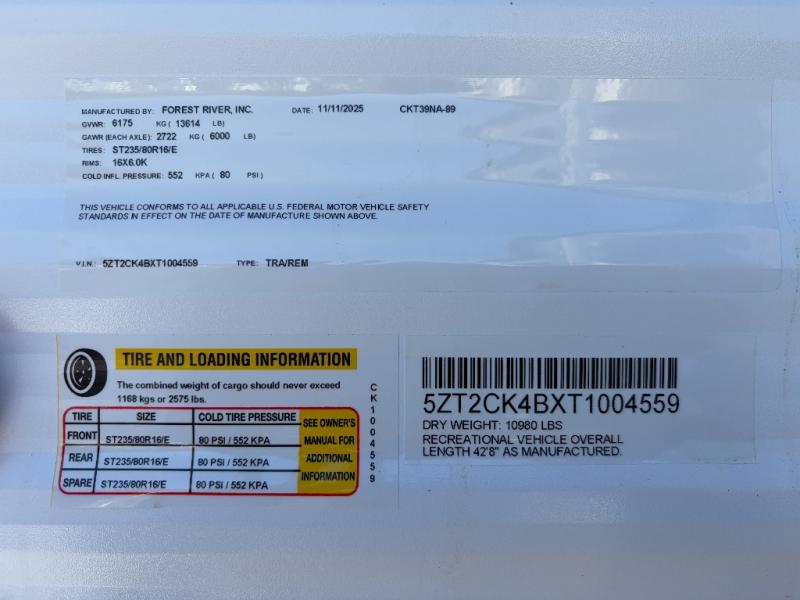 MANUFACTURED BY: FOREST RIVER, INC. DATE: 11/11/2025 CKT39NA-89
GVWR: 6175 KG ( 13614 LB)
GAWR (EACH AXLE): 2722 KG ( 6000 LB)
TIRES: ST235/80R16/E
RIMS: 16X6.0K
COLD INFL. PRESSURE: 552 KPA ( 80 PSI )
THIS VEHICLE CONFORMS TO ALL APPLICABLE U.S. FEDERAL MOTOR VEHICLE SAFETY
STANDARDS IN EFFECT ON THE DATE OF MANUFACTURE SHOWN ABOVE.
V.I.N.: 5ZT2CK4BXT1004559 TYPE: TRA/REM
TIRE AND LOADING INFORMATION
The combined weight of cargo should never exceed
1168 kgs or 2575 lbs.
TIRE SIZE COLD TIRE PRESSURE
FRONT ST235/80R16/E 80 PSI / 552 KPA
REAR ST235/80R16/E 80 PSI / 552 KPA
SPARE ST235/80R16/E 80 PSI / 552 KPA
SEE OWNER'S
MANUAL FOR
ADDITIONAL
INFORMATION
CK1004559
5ZT2CK4BXT1004559
DRY WEIGHT: 10980 LBS
RECREATIONAL VEHICLE OVERALL
LENGTH 42'8" AS MANUFACTURED.